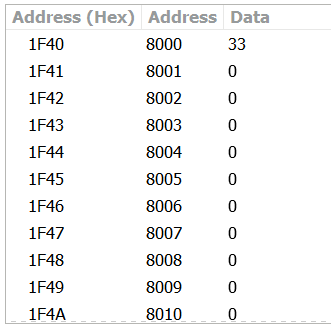 Address (Hex) Address Data
1F40 8000 33
1F41 8001 0
1F42 8002 0
1F43 8003 0
1F44 8004 0
1F45 8005 0
1F46 8006 0
1F47 8007 0
1F48 8008 0
1F49 8009 0
1F4A 8010 0